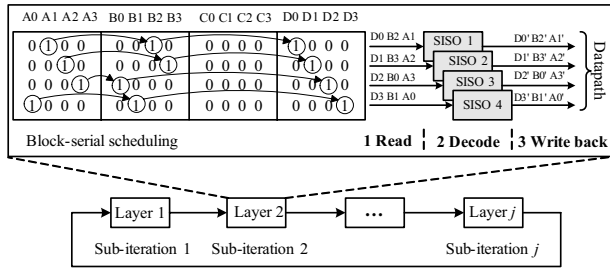 A0 A1 A2 A3 B0 B1 B2 B3 C0 C1 C2 C3 D0 D1 D2 D3
0 1 0 0 0 0 1 0 0 0 0 0 1 0 0 0
0 0 1 0 0 0 0 1 0 0 0 0 0 1 0 0
0 0 0 1 1 0 0 0 0 0 0 0 0 0 1 0
1 0 0 0 0 1 0 0 0 0 0 0 0 0 0 1
D0 B2 A1 SISO 1 D0' B2' A1'
D1 B3 A2 SISO 2 D1' B3' A2'
D2 B0 A3 SISO 3 D2' B0' A3'
D3 B1 A0 SISO 4 D3' B1' A0'
Datapath
Block-serial scheduling 1 Read 2 Decode 3 Write back
Layer 1 Layer 2 ... Layer j
Sub-iteration 1 Sub-iteration 2 Sub-iteration j